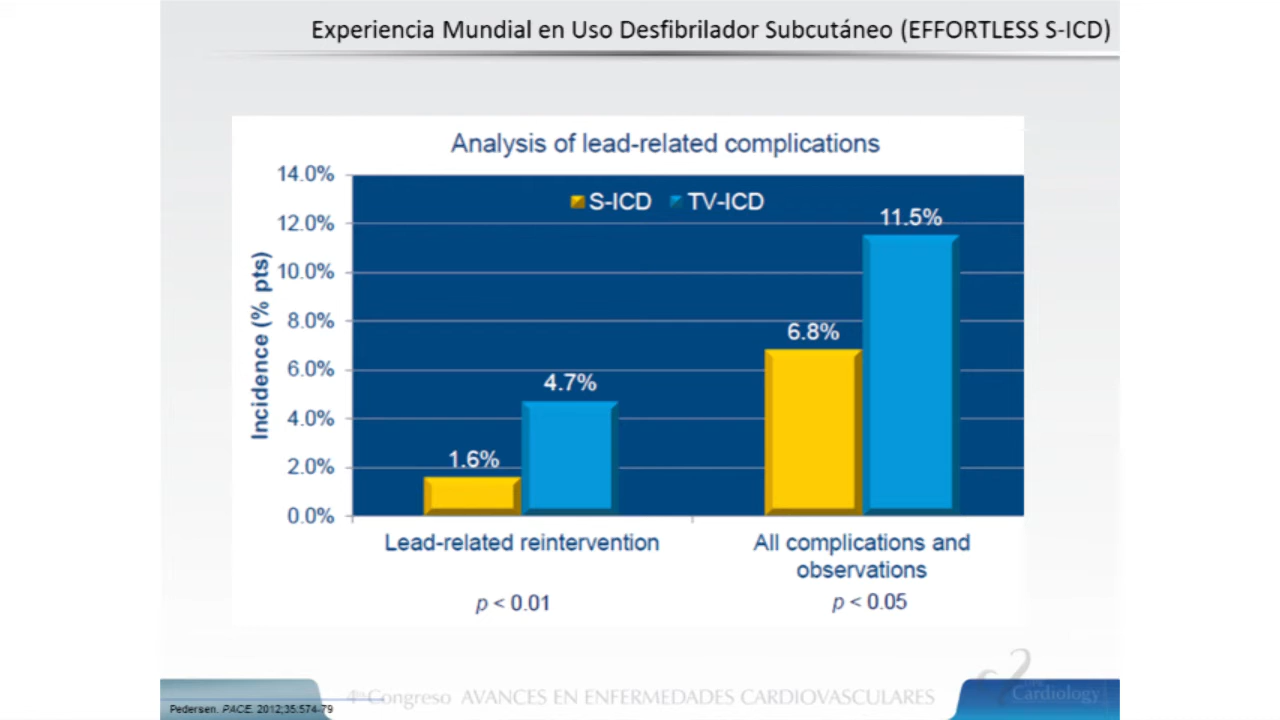 Experiencia Mundial en Uso Desfibrilador Subcutáneo (EFFORTLESS S-ICD)
Analysis of lead-related complications
S-ICD TV-ICD
Incidence (% pts)
14.0%
12.0%
10.0%
8.0%
6.0%
4.0%
2.0%
0.0%
1.6%
4.7%
6.8%
11.5%
Lead-related reintervention
p < 0.01
All complications and
observations
p < 0.05
Pedersen. PACE. 2012;35:574-79
Congreso AVANCES EN ENFERMEDADES CARDIOVASCULARES
Cardiology